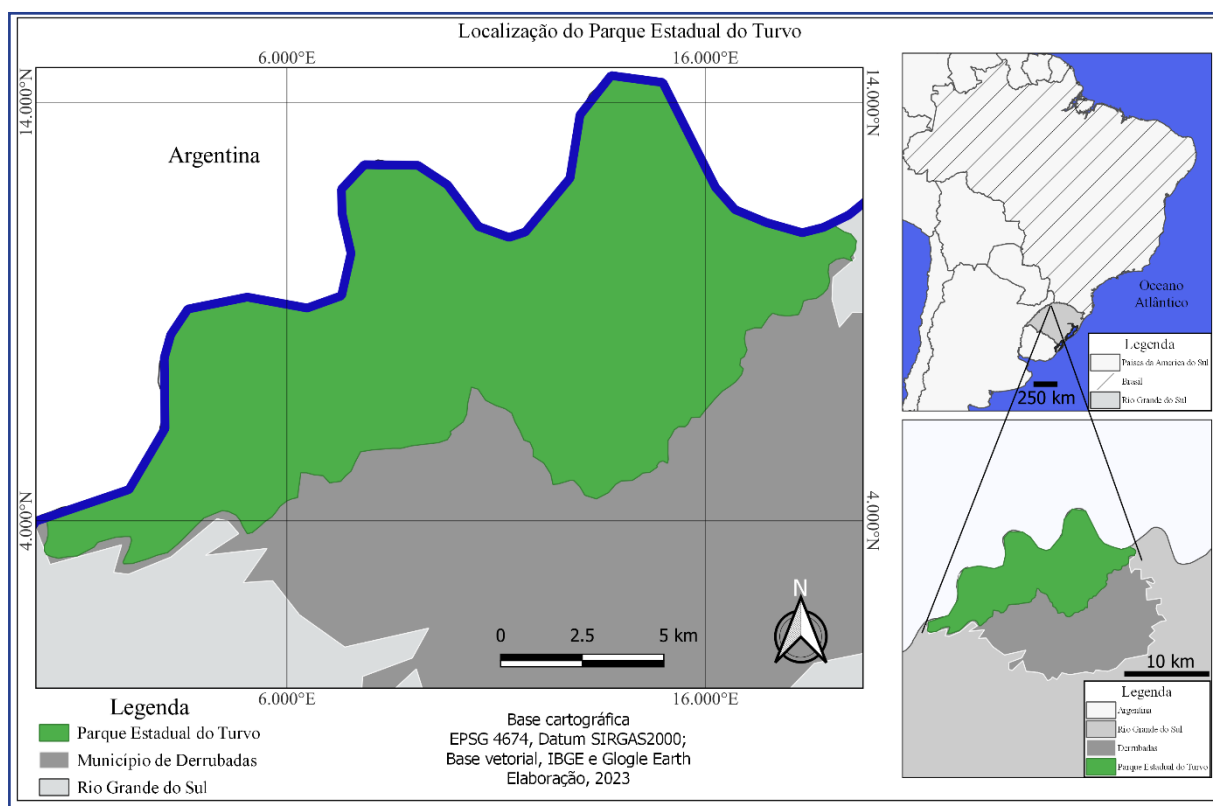 Localização do Parque Estadual do Turvo
6.000°E
16.000°E
14.000°N
14.000°N
Argentina
4.000°N
4.000°N
N
0 2.5 5 km
6.000°E
16.000°E
Legenda
Parque Estadual do Turvo
Município de Derrubadas
Rio Grande do Sul
Base cartográfica
EPSG 4674, Datum SIRGAS2000;
Base vetorial, IBGE e Glogle Earth
Elaboração, 2023
Oceano
Atlântico
250 km
Legenda
Países da America do Sul
Brasil
Rio Grande do Sul
10 km
Legenda
Argentina
Rio Grande do Sul
Derrubadas
Parque Estadual do Turvo